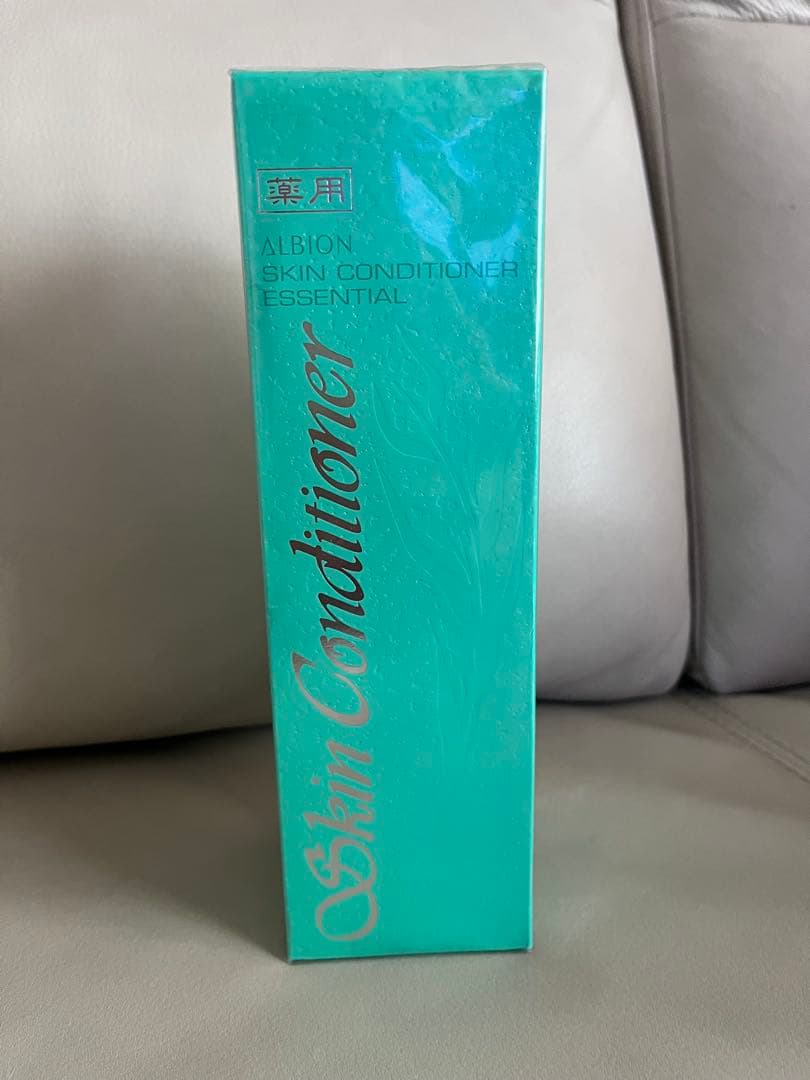 薬用
ALBION
SKIN CONDITIONER
ESSENTIAL
Skin Conditioner